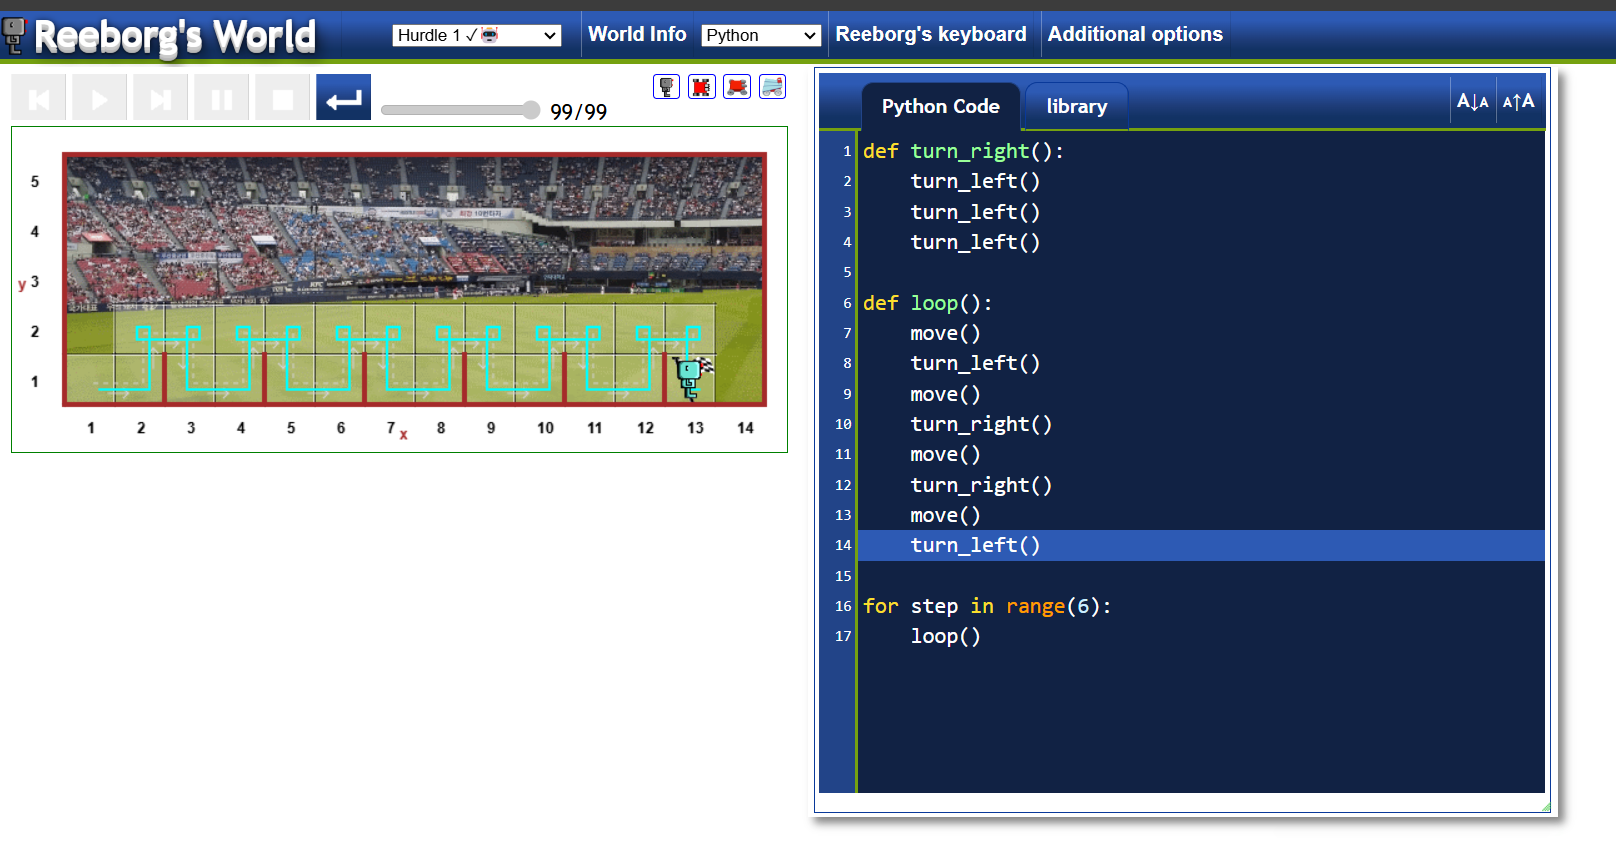 Reeborg's World
Hurdle 1 ✓
World Info
Python
Reeborg's keyboard
Additional options
99/99
Python Code
library
A↓A
A↑A
5
4
y 3
2
1
1 2 3 4 5 6 7 x 8 9 10 11 12 13 14
1 def turn_right():
2     turn_left()
3     turn_left()
4     turn_left()
5
6 def loop():
7     move()
8     turn_left()
9     move()
10     turn_right()
11     move()
12     turn_right()
13     move()
14     turn_left()
15
16 for step in range(6):
17     loop()